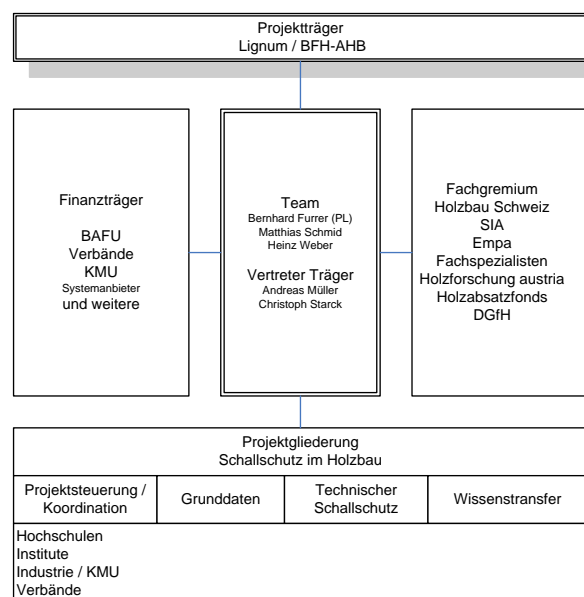 Projektträger
Lignum / BFH-AHB
Finanzträger
BAFU
Verbände
KMU
Systemanbieter
und weitere
Team
Bernhard Furrer (PL)
Matthias Schmid
Heinz Weber
Vertreter Träger
Andreas Müller
Christoph Starck
Fachgremium
Holzbau Schweiz
SIA
Empa
Fachspezialisten
Holzforschung austria
Holzabsatzfonds
DGfH
Projektgliederung
Schallschutz im Holzbau
Projektsteuerung /
Koordination
Grunddaten
Technischer
Schallschutz
Wissenstransfer
Hochschulen
Institute
Industrie / KMU
Verbände